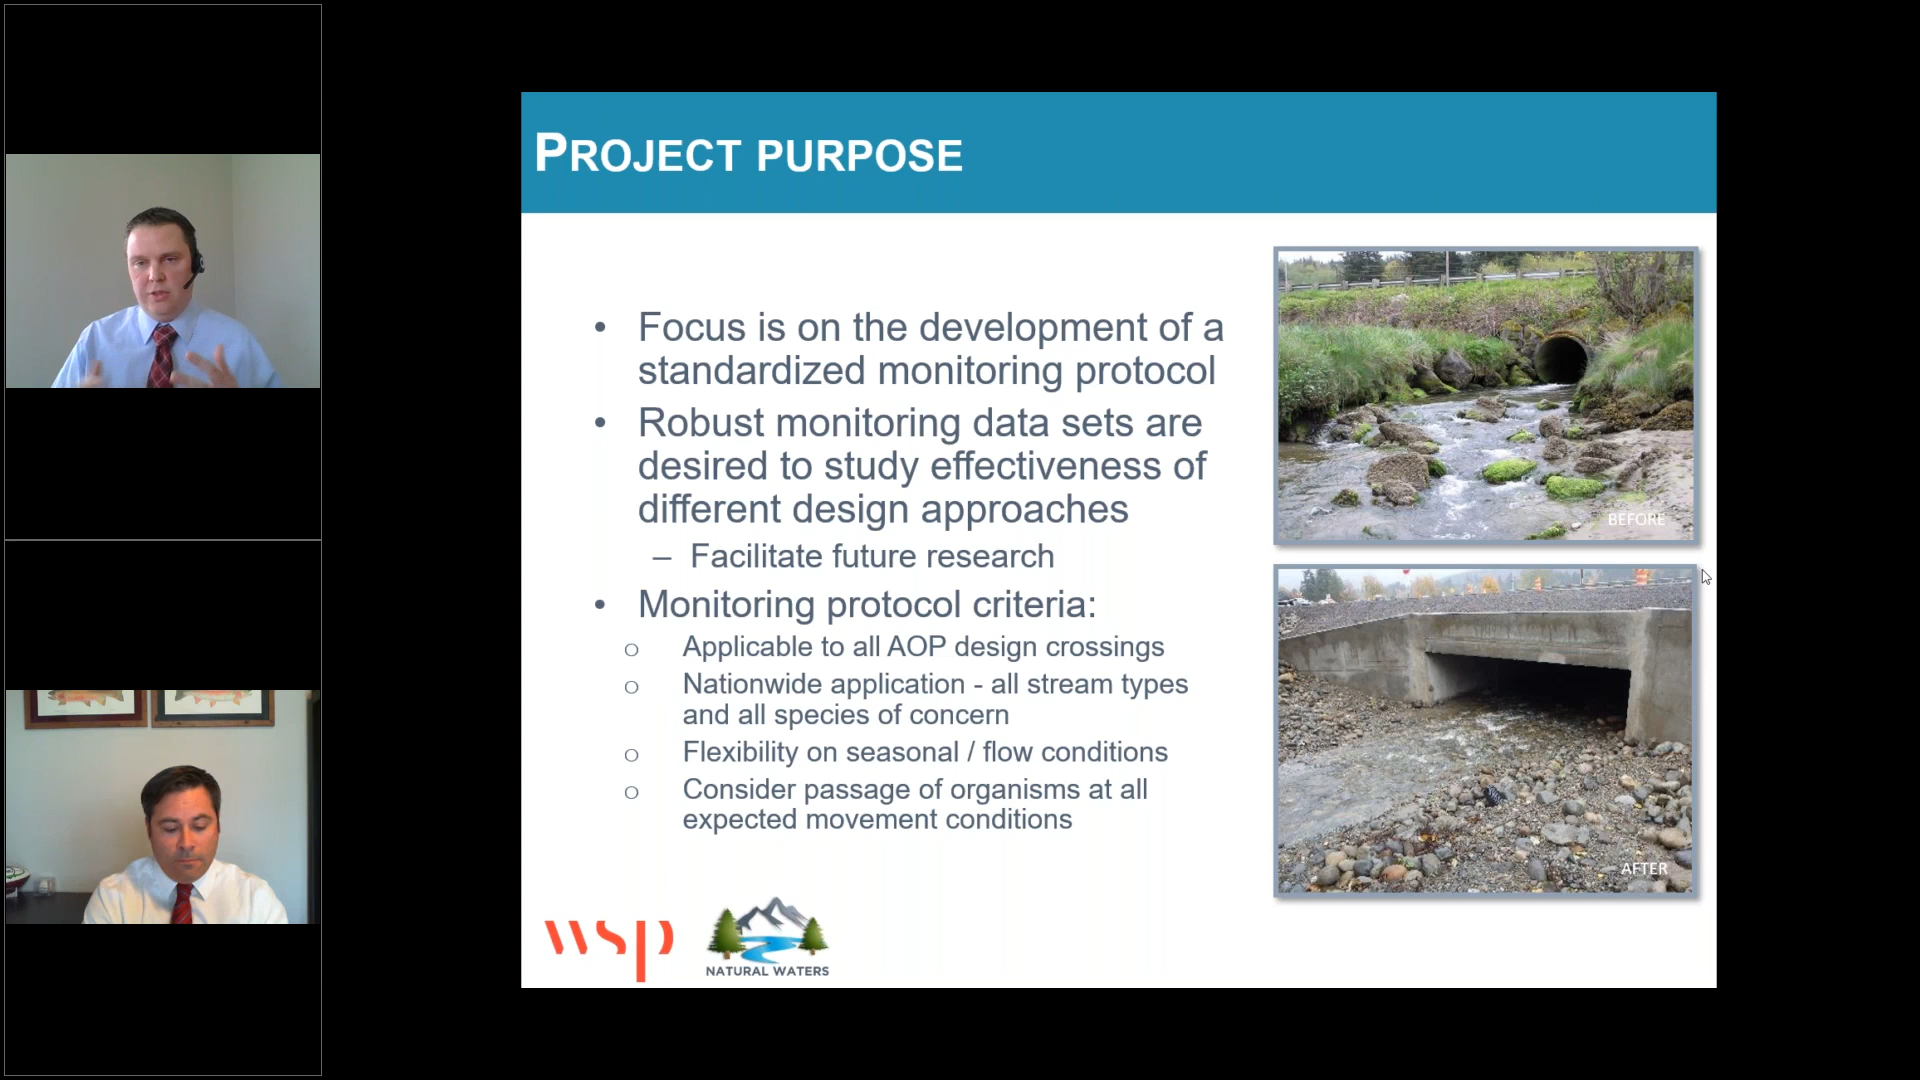 PROJECT PURPOSE
• Focus is on the development of a
standardized monitoring protocol
• Robust monitoring data sets are
desired to study effectiveness of
different design approaches
– Facilitate future research
• Monitoring protocol criteria:
o Applicable to all AOP design crossings
o Nationwide application - all stream types
and all species of concern
o Flexibility on seasonal / flow conditions
o Consider passage of organisms at all
expected movement conditions
BEFORE
AFTER
wsp
NATURAL WATERS